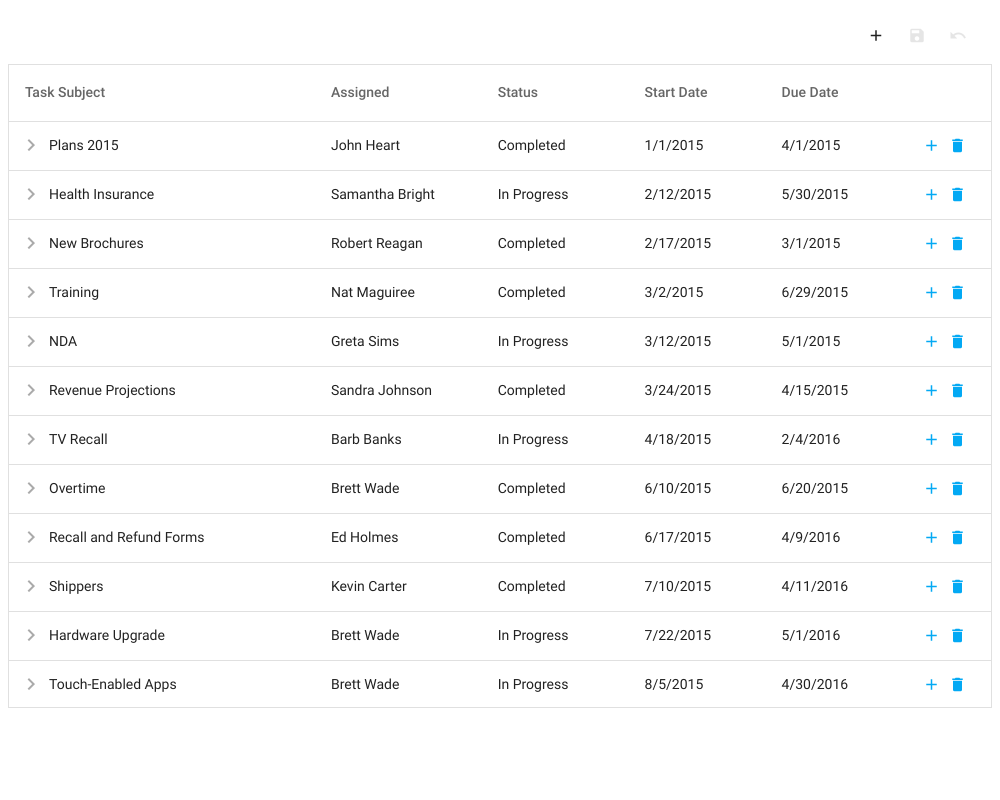 Task Subject Assigned Status Start Date Due Date
Plans 2015 John Heart Completed 1/1/2015 4/1/2015
Health Insurance Samantha Bright In Progress 2/12/2015 5/30/2015
New Brochures Robert Reagan Completed 2/17/2015 3/1/2015
Training Nat Maguiree Completed 3/2/2015 6/29/2015
NDA Greta Sims In Progress 3/12/2015 5/1/2015
Revenue Projections Sandra Johnson Completed 3/24/2015 4/15/2015
TV Recall Barb Banks In Progress 4/18/2015 2/4/2016
Overtime Brett Wade Completed 6/10/2015 6/20/2015
Recall and Refund Forms Ed Holmes Completed 6/17/2015 4/9/2016
Shippers Kevin Carter Completed 7/10/2015 4/11/2016
Hardware Upgrade Brett Wade In Progress 7/22/2015 5/1/2016
Touch-Enabled Apps Brett Wade In Progress 8/5/2015 4/30/2016